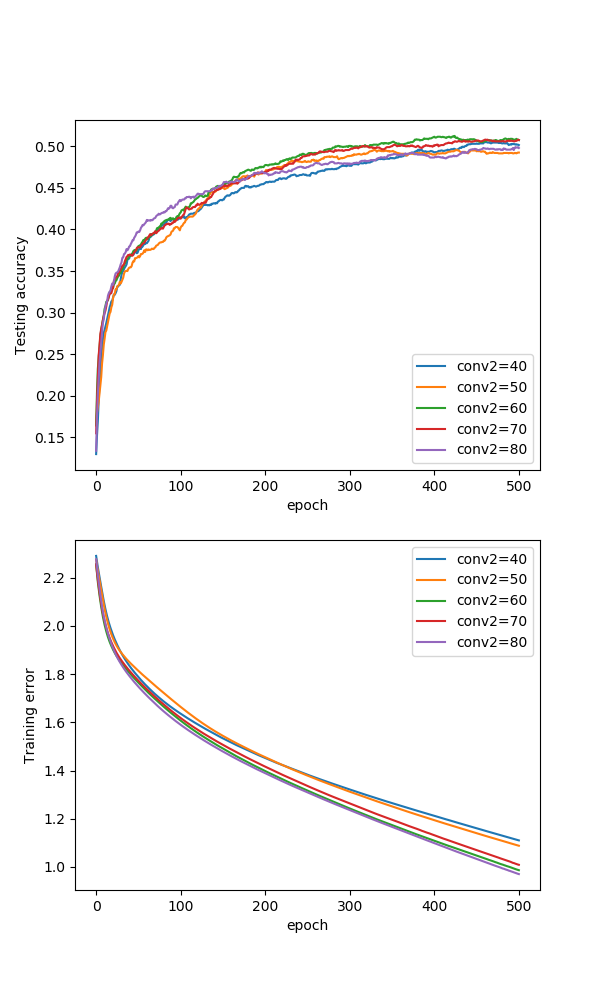 Testing accuracy
0.50
0.45
0.40
0.35
0.30
0.25
0.20
0.15
conv2=40
conv2=50
conv2=60
conv2=70
conv2=80
0 100 200 300 400 500
epoch
Training error
2.2
2.0
1.8
1.6
1.4
1.2
1.0
conv2=40
conv2=50
conv2=60
conv2=70
conv2=80
0 100 200 300 400 500
epoch